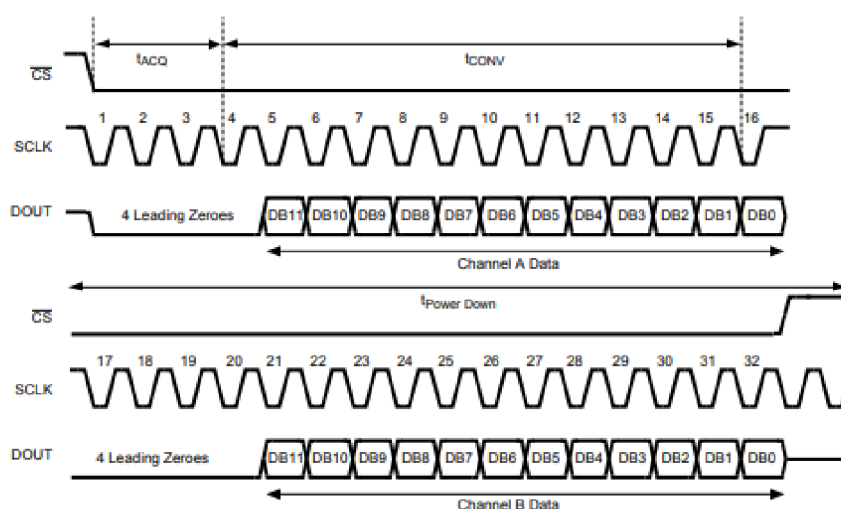 tACQ tCONV
CS
1 2 3 4 5 6 7 8 9 10 11 12 13 14 15 16
SCLK
DOUT 4 Leading Zeroes DB11 DB10 DB9 DB8 DB7 DB6 DB5 DB4 DB3 DB2 DB1 DB0
Channel A Data
tPower Down
CS
17 18 19 20 21 22 23 24 25 26 27 28 29 30 31 32
SCLK
DOUT 4 Leading Zeroes DB11 DB10 DB9 DB8 DB7 DB6 DB5 DB4 DB3 DB2 DB1 DB0
Channel B Data